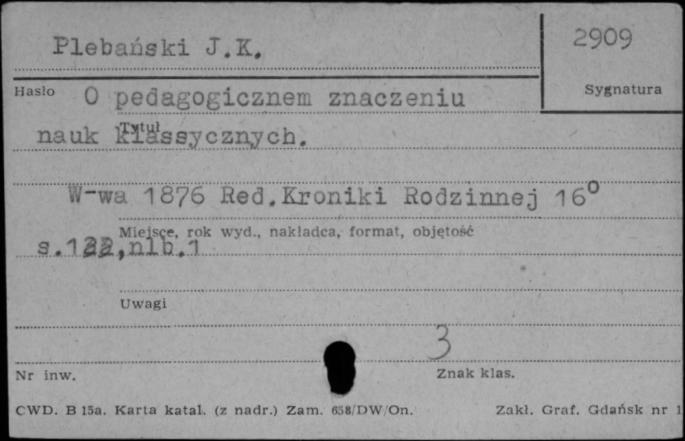 Plebański J.K.
2909
Sygnatura
Hasło
O pedagogicznem znaczeniu
Tytuł
nauk klassycznych.
W-wa 1876 Red.Kroniki Rodzinnej 16°
Miejsce, rok wyd., nakładca, format, objętość
nlb.1
Uwagi
3
Nr inw.
Znak klas.
CWD. B 15a. Karta katal. (z nadr.) Zam. 658/DW/On.
Zakł. Graf. Gdańsk nr 1